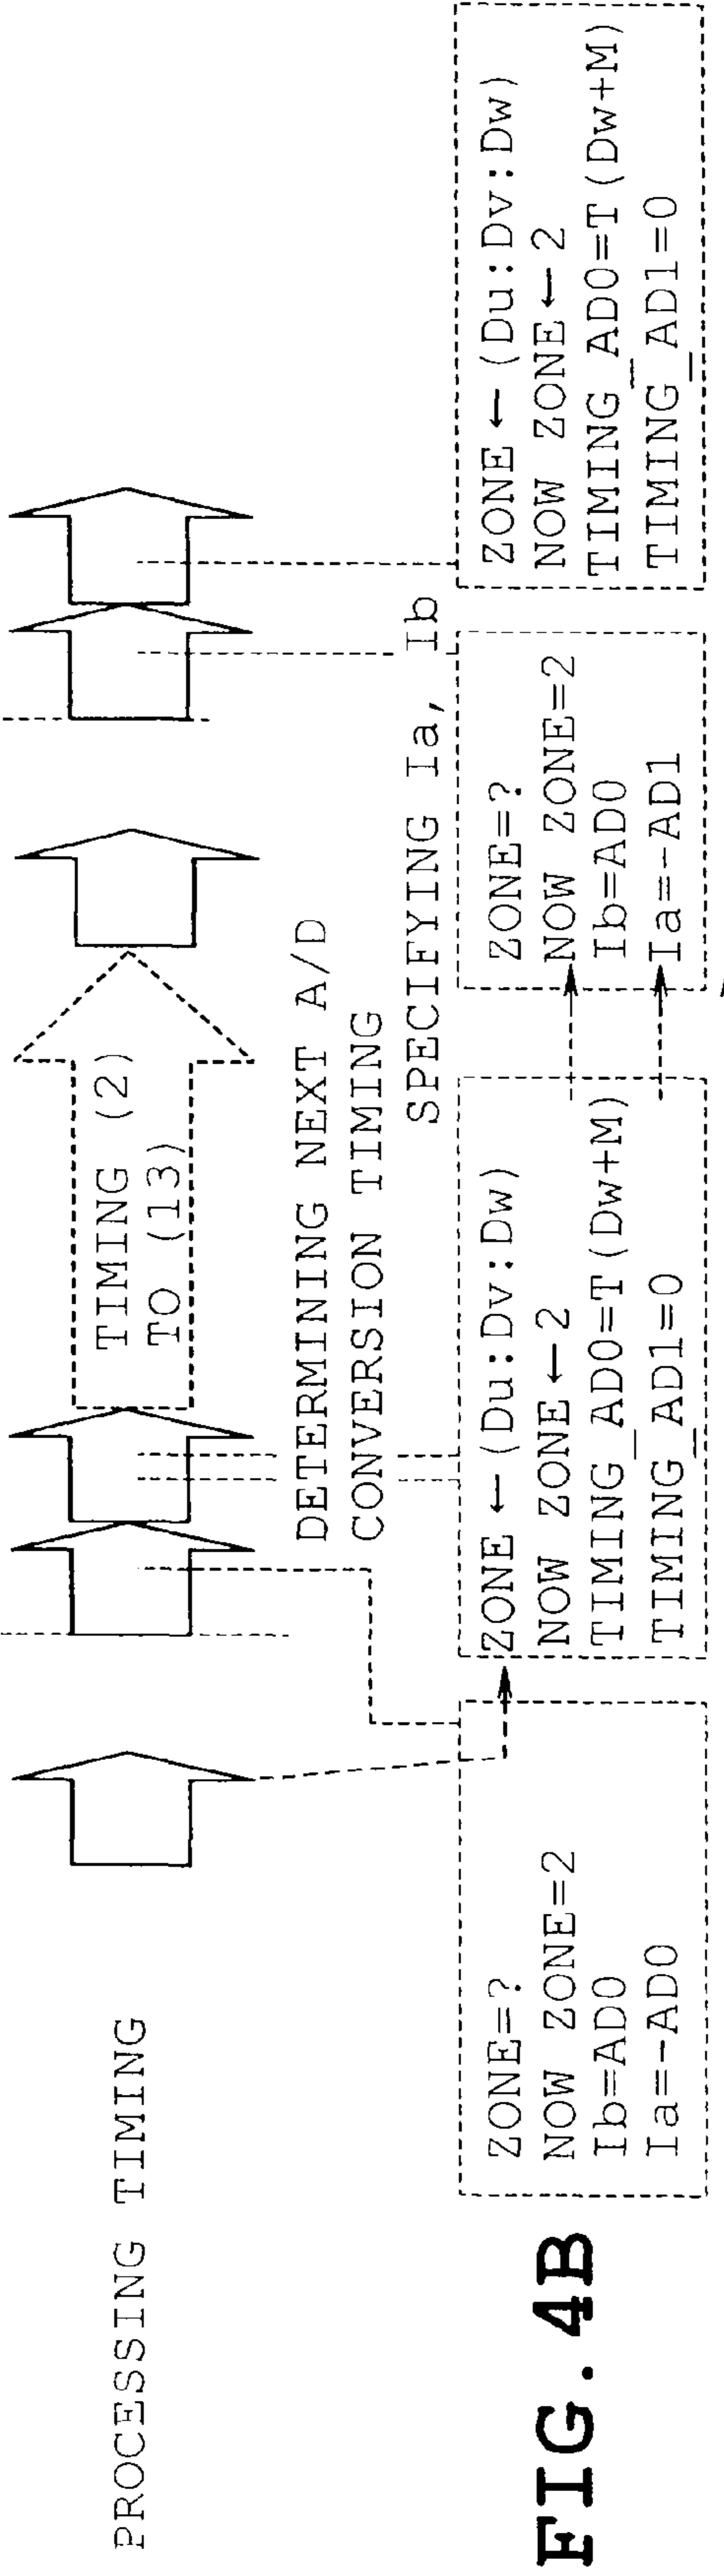 PROCESSING TIMING
TIMING (2)
TO (13)
DETERMINING NEXT A/D
CONVERSION TIMING
SPECIFYING Ia, Ib
ZONE=?
NOW ZONE=2
Ib=AD0
Ia=-AD0
ZONE ← (Du:Dv:Dw)
NOW ZONE ← 2
TIMING_AD0=T(Dw+M)
TIMING_AD1=0
ZONE=?
NOW ZONE=2
Ib=AD0
Ia=-AD1
ZONE ← (Du:Dv:Dw)
NOW ZONE ← 2
TIMING_AD0=T(Dw+M)
TIMING_AD1=0
FIG. 4B